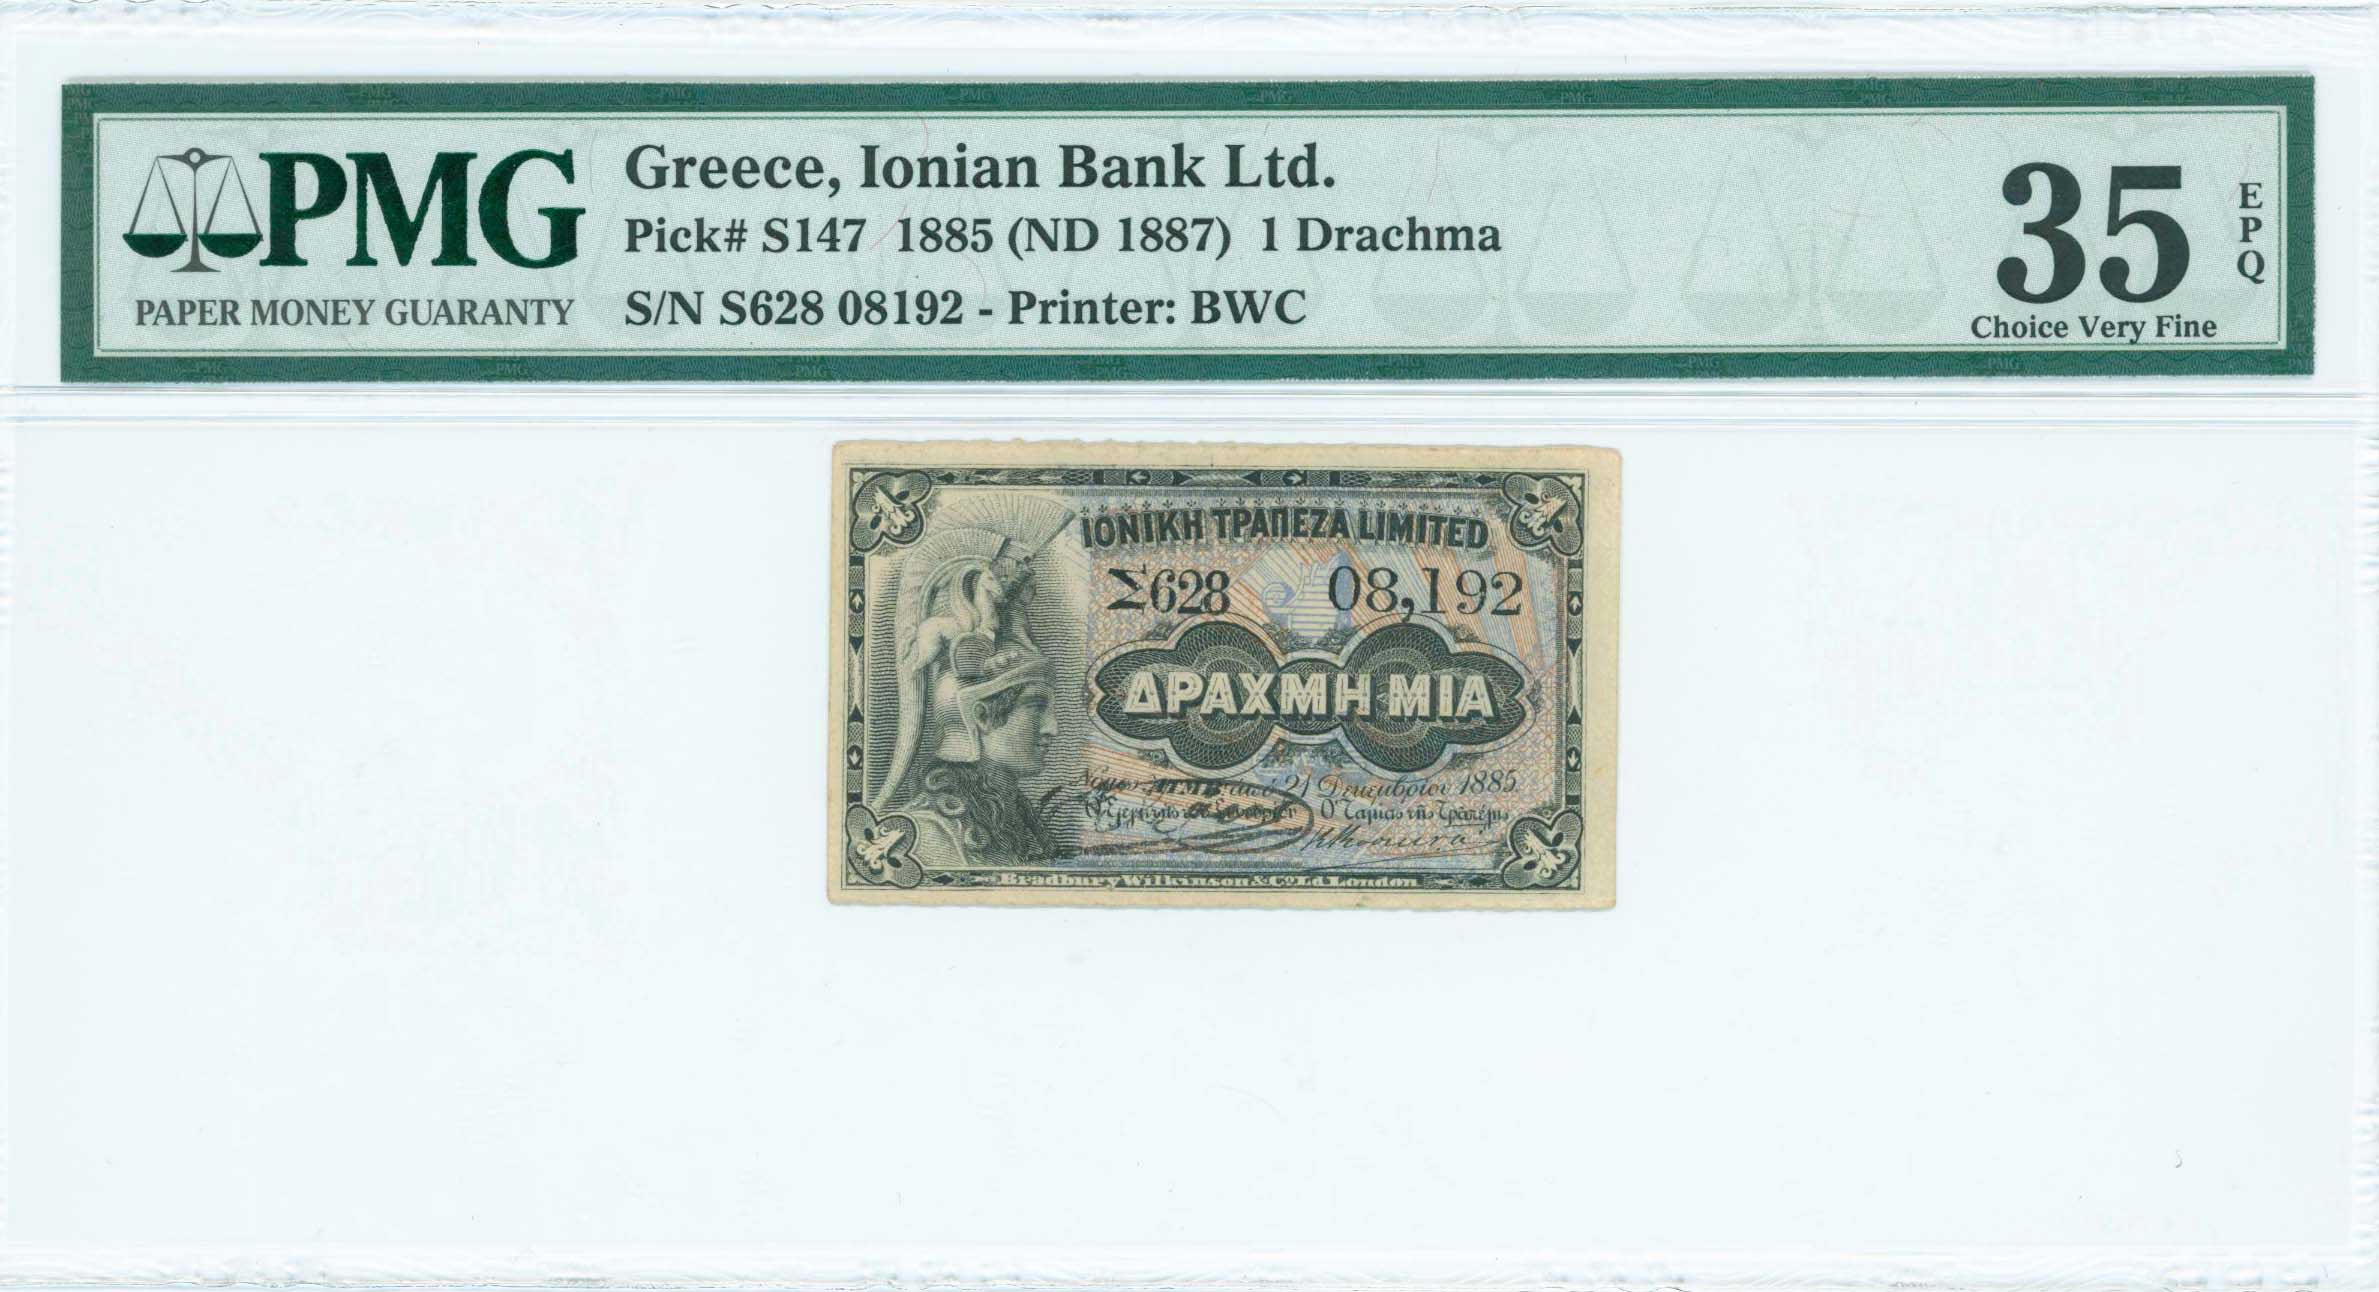 PMG
PAPER MONEY GUARANTY
Greece, Ionian Bank Ltd.
Pick# S147 1885 (ND 1887) 1 Drachma
S/N S628 08192 - Printer: BWC
35
EPQ
Choice Very Fine
ΙΟΝΙΚΗ ΤΡΑΠΕΖΑ LIMITED
Σ628 08,192
ΔΡΑΧΜΗ ΜΙΑ
21 Δεκεμβρίου 1885
Ὁ Ταμίας τῆς Τραπέζης
Bradbury Wilkinson & Co Ld London